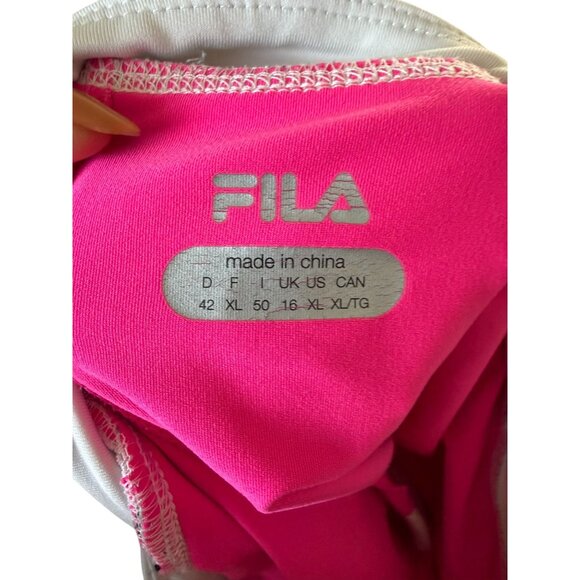 FILA
made in china
D F I UK US CAN
42 XL 50 16 XL XL/TG